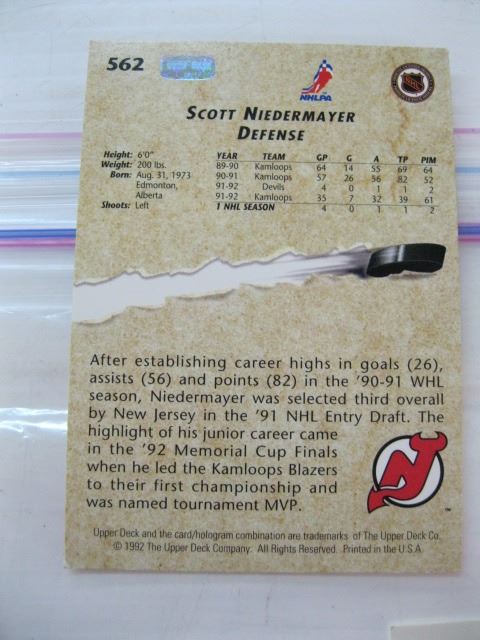 562
NHLPA
SCOTT NIEDERMAYER
DEFENSE
Height: 6'0"
Weight: 200 lbs.
Born: Aug. 31, 1973
Edmonton,
Alberta
Shoots: Left
YEAR TEAM GP G A TP PIM
89-90 Kamloops 64 14 55 69 64
90-91 Kamloops 57 26 56 82 52
91-92 Devils 4 0 1 1 2
91-92 Kamloops 35 7 32 39 61
1 NHL SEASON 4 0 1 1 2
After establishing career highs in goals (26),
assists (56) and points (82) in the '90-91 WHL
season, Niedermayer was selected third overall
by New Jersey in the '91 NHL Entry Draft. The
highlight of his junior career came
in the '92 Memorial Cup Finals
when he led the Kamloops Blazers
to their first championship and
was named tournament MVP.
Upper Deck and the card/hologram combination are trademarks of The Upper Deck Co.
© 1992 The Upper Deck Company. All Rights Reserved. Printed in the U.S.A.